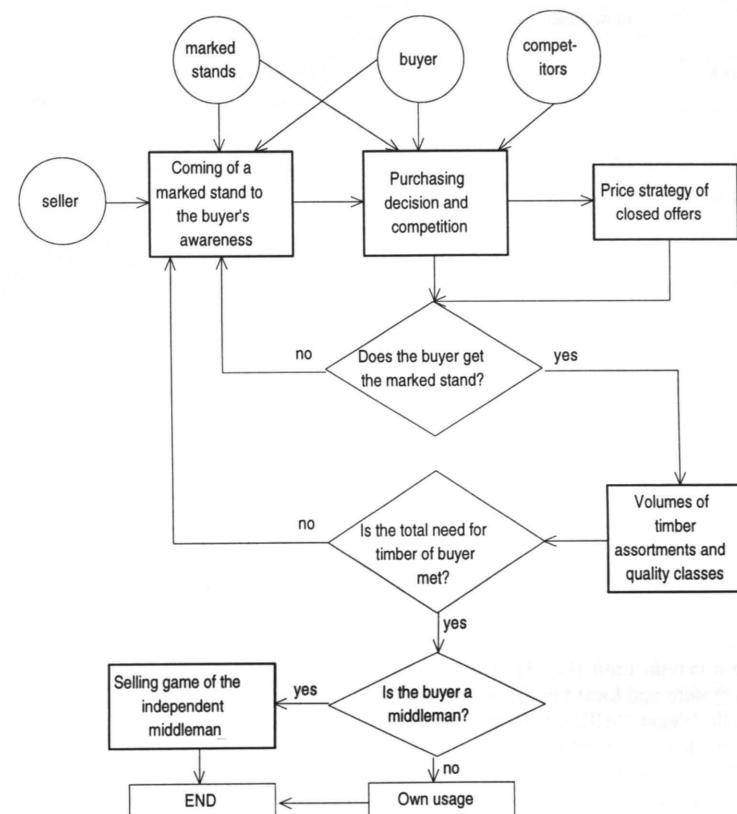 marked
stands
buyer
compet-
itors
seller
Coming of a
marked stand to
the buyer's
awareness
Purchasing
decision and
competition
Price strategy of
closed offers
no
Does the buyer get
the marked stand?
yes
no
Is the total need for
timber of buyer
met?
Volumes of
timber
assortments and
quality classes
yes
Selling game of the
independent
middleman
yes
Is the buyer a
middleman?
no
END
Own usage